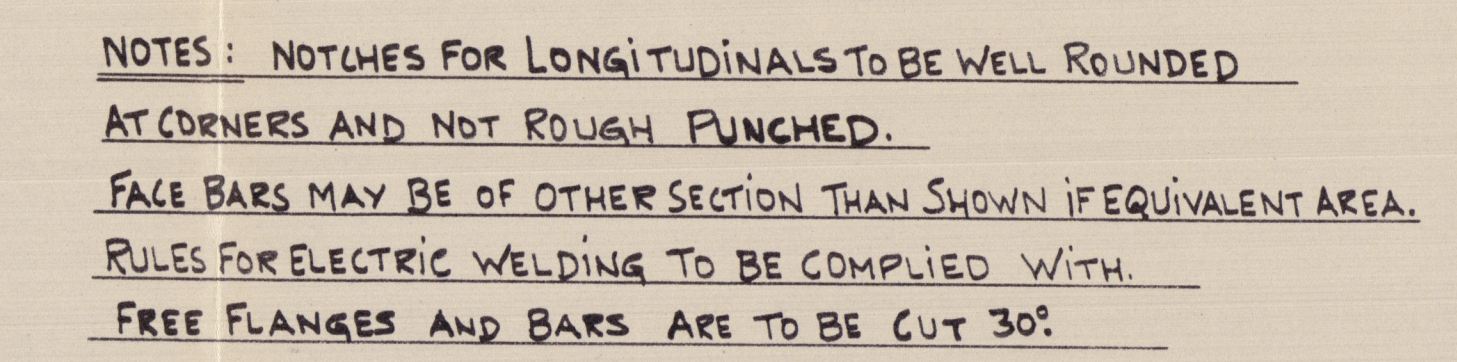 NOTES: NOTCHES FOR LONGiTUDiNALS TO BE WELL ROUNDED
AT CORNERS AND NOT ROUGH PUNCHED.
FACE BARS MAY BE OF OTHER SECTiON THAN SHOWN iF EQUiVALENT AREA.
RULES FOR ELECTRiC WELDiNG TO BE COMPLiED WiTH.
FREE FLANGES AND BARS ARE TO BE CUT 30°.